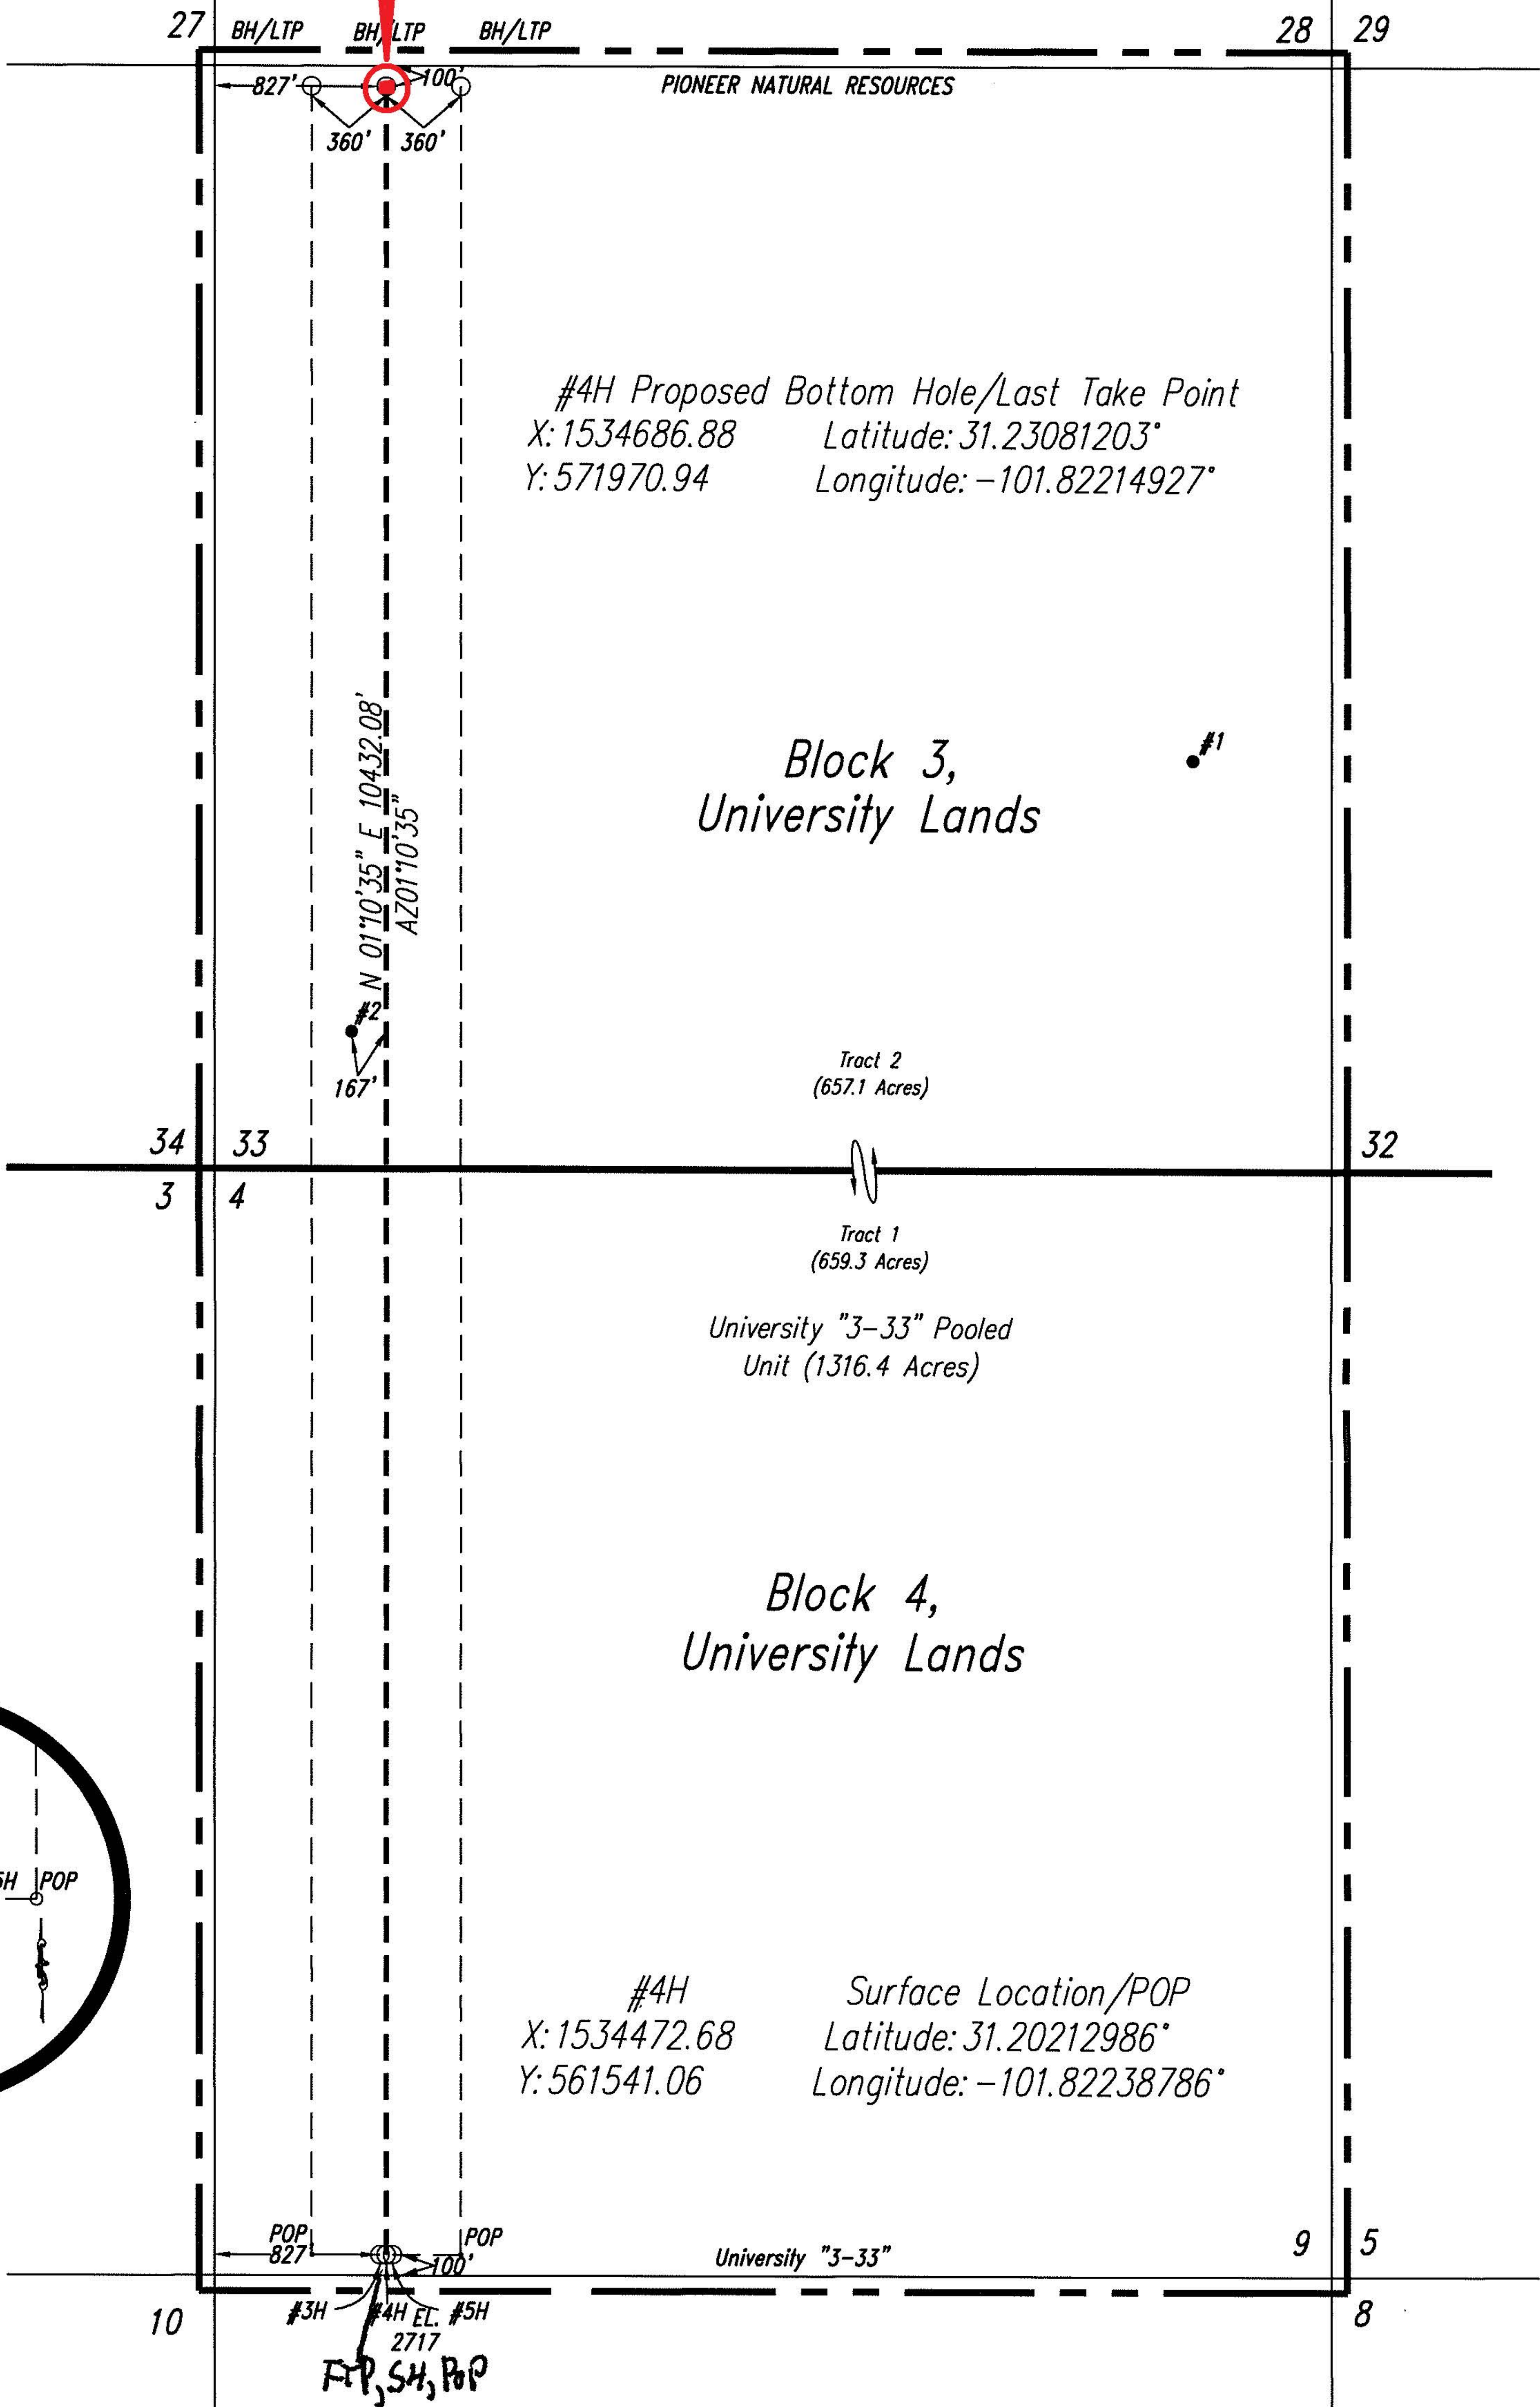 27 BH/LTP BH/LTP BH/LTP 28 29
827' 100' PIONEER NATURAL RESOURCES
360' 360'
#4H Proposed Bottom Hole/Last Take Point
X: 1534686.88 Latitude: 31.23081203°
Y: 571970.94 Longitude: -101.82214927°
N 01°10'35" E 10432.08'
AZ01°10'35"
Block 3,
University Lands
#1
#2
167'
Tract 2
(657.1 Acres)
34 33 32
3 4
Tract 1
(659.3 Acres)
University "3-33" Pooled
Unit (1316.4 Acres)
Block 4,
University Lands
POP
#4H Surface Location/POP
X: 1534472.68 Latitude: 31.20212986°
Y: 561541.06 Longitude: -101.82238786°
POP POP
827' 100' University "3-33" 9 5
10 #3H #4H EL. #5H 8
2717
FTP, SH, POP